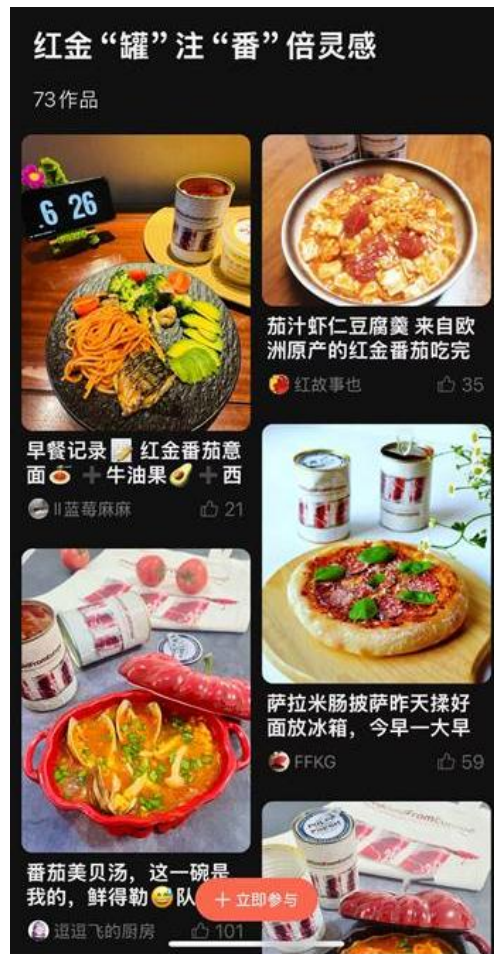 红金“罐”注“番”倍灵感
73作品
6 26
早餐记录📝 红金番茄意
面🍝 ➕牛油果🥑 ➕西
II蓝莓麻麻
21
茄汁虾仁豆腐羹 来自欧
洲原产的红金番茄吃完
红故事也
35
萨拉米肠披萨昨天揉好
面放冰箱，今早一大早
FFKG
59
番茄美贝汤，这一碗是
我的，鲜得勒😅队
逗逗飞的厨房
101
＋立即参与